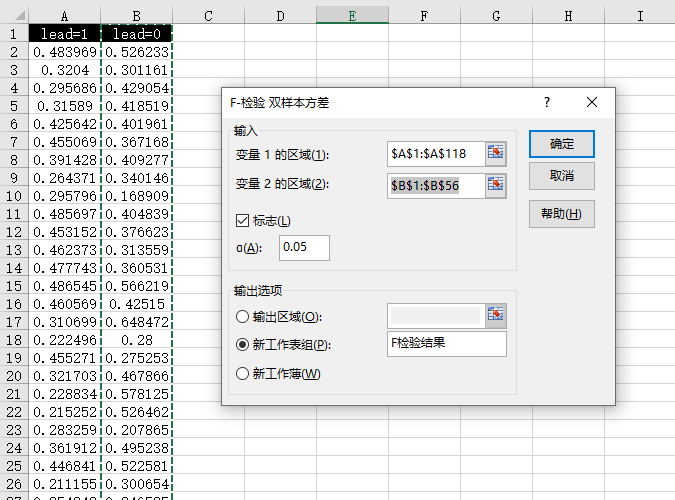 A B C D E F G H I
1 lead=1 lead=0
2 0.483969 0.526233
3 0.3204 0.301161
4 0.295686 0.429054
5 0.31589 0.418519
6 0.425642 0.401961
7 0.455069 0.367168
8 0.391428 0.409277
9 0.264371 0.340146
10 0.295796 0.168909
11 0.485697 0.404839
12 0.453152 0.376623
13 0.462373 0.313559
14 0.477743 0.360531
15 0.486545 0.566219
16 0.460569 0.42515
17 0.310699 0.648472
18 0.222496 0.28
19 0.455271 0.275253
20 0.321703 0.467866
21 0.228834 0.578125
22 0.215252 0.526462
23 0.283259 0.207865
24 0.361912 0.495238
25 0.446841 0.522581
26 0.211155 0.300654
F-检验 双样本方差 ? ×
输入
变量 1 的区域(1): $A$1:$A$118
变量 2 的区域(2): $B$1:$B$56
标志(L)
α(A): 0.05
输出选项
输出区域(O):
新工作表组(P): F检验结果
新工作薄(W)
确定
取消
帮助(H)